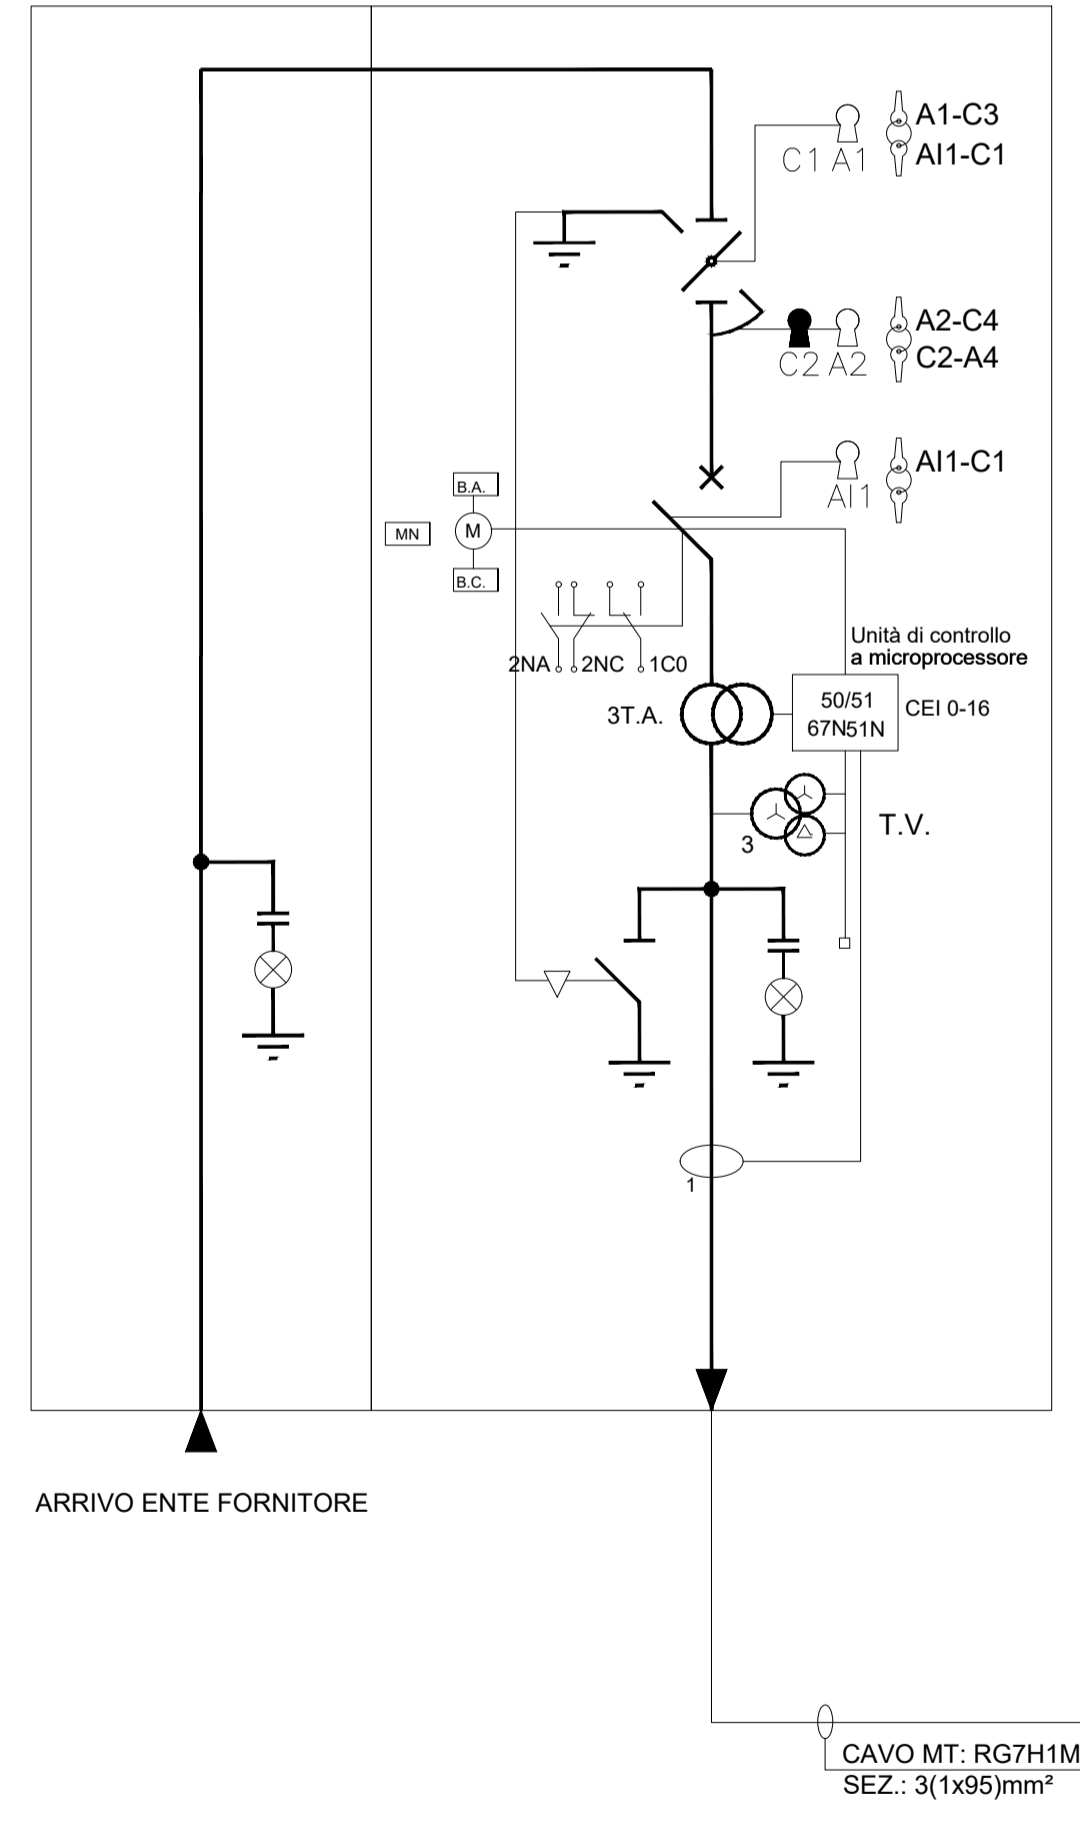 A1-C3
C1 A1
AI1-C1
A2-C4
C2 A2
C2-A4
AI1-C1
AI1
B.A.
MN
M
B.C.
2NA
2NC
1C0
Unità di controllo
a microprocessore
3T.A.
50/51
67N51N
CEI 0-16
T.V.
3
1
ARRIVO ENTE FORNITORE
CAVO MT: RG7H1M
SEZ.: 3(1x95)mm²